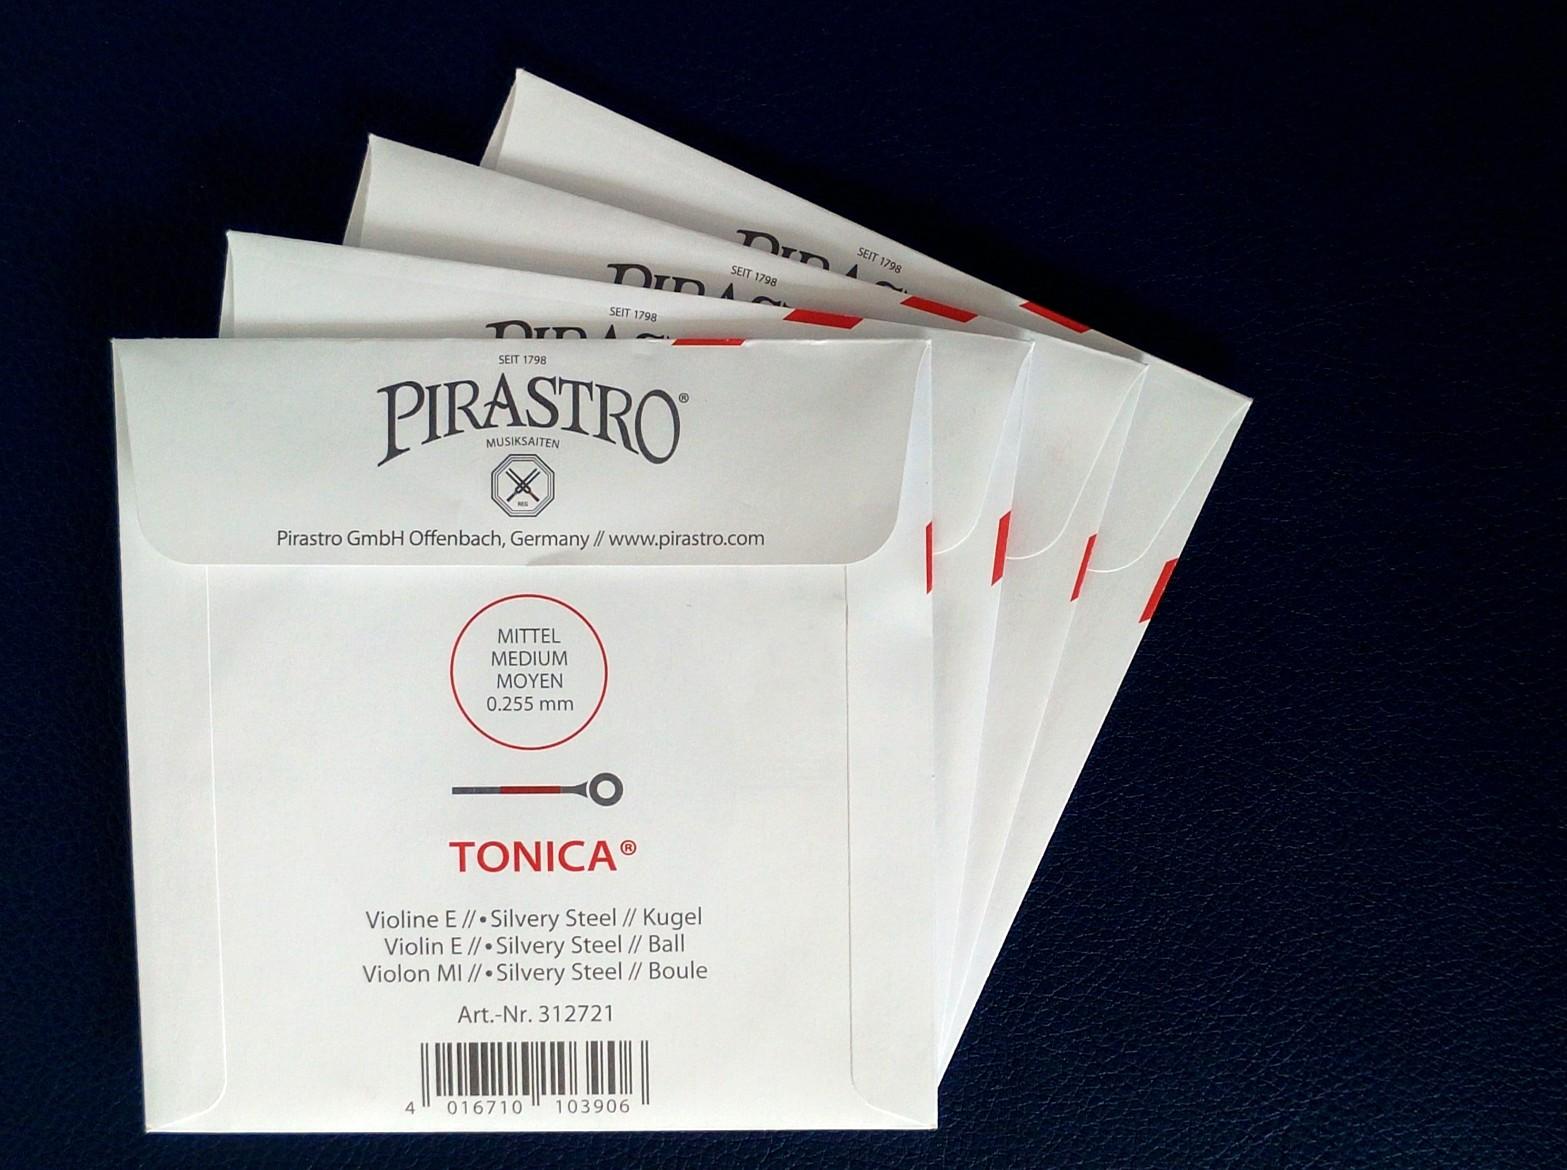 SEIT 1798
SEIT 1798
SEIT 1798
SEIT 1798
PIRASTRO®
MUSIKSAITEN
REG
Pirastro GmbH Offenbach, Germany // www.pirastro.com
MITTEL
MEDIUM
MOYEN
0.255 mm
TONICA®
Violine E //•Silvery Steel // Kugel
Violin E //•Silvery Steel // Ball
Violon MI //•Silvery Steel // Boule
Art.-Nr. 312721
4 016710 103906